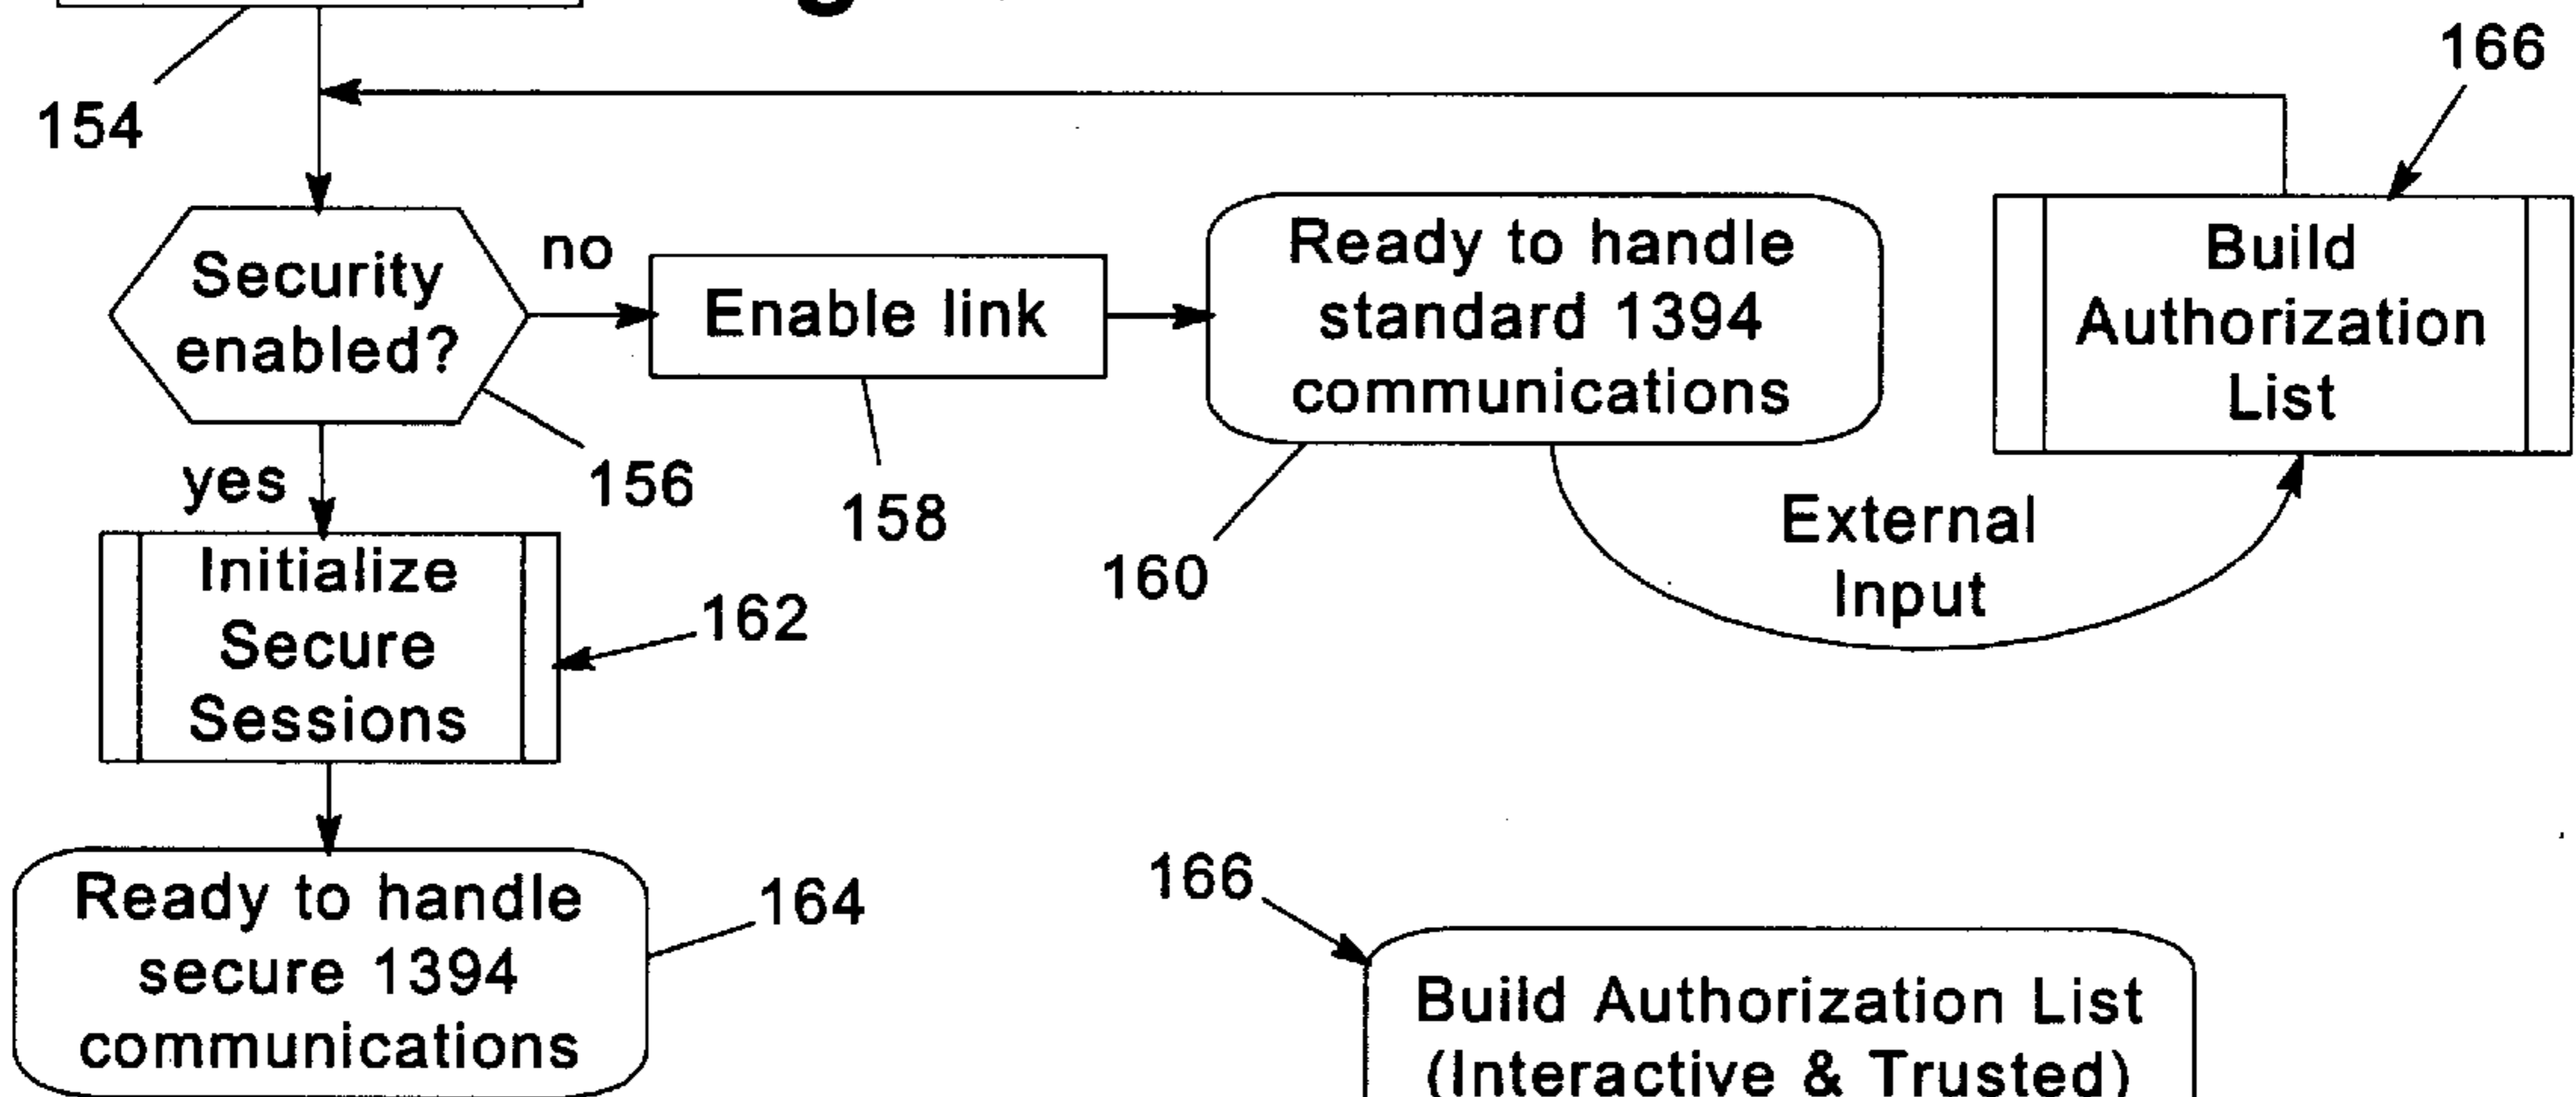 166
154
Security
enabled?
no
Enable link
Ready to handle
standard 1394
communications
Build
Authorization
List
yes
156
158
160
External
Input
Initialize
Secure
Sessions
162
Ready to handle
secure 1394
communications
164
166
Build Authorization List
(Interactive & Trusted)